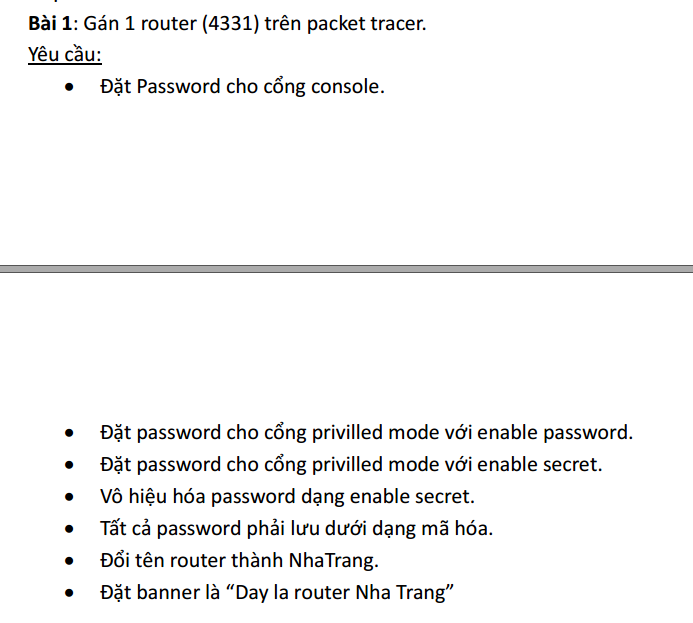 Bài 1: Gán 1 router (4331) trên packet tracer.
Yêu cầu:
• Đặt Password cho cổng console.
• Đặt password cho cổng privilled mode với enable password.
• Đặt password cho cổng privilled mode với enable secret.
• Vô hiệu hóa password dạng enable secret.
• Tất cả password phải lưu dưới dạng mã hóa.
• Đổi tên router thành NhaTrang.
• Đặt banner là “Day la router Nha Trang”